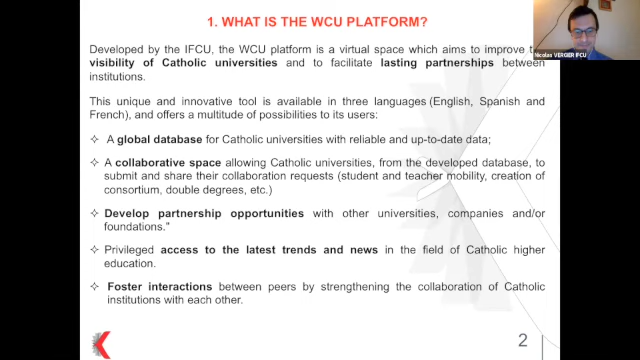 1. WHAT IS THE WCU PLATFORM?
Developed by the IFCU, the WCU platform is a virtual space which aims to improve
visibility of Catholic universities and to facilitate lasting partnerships between
institutions.
This unique and innovative tool is available in three languages (English, Spanish and
French), and offers a multitude of possibilities to its users:
✧ A global database for Catholic universities with reliable and up-to-date data;
✧ A collaborative space allowing Catholic universities, from the developed database, to
submit and share their collaboration requests (student and teacher mobility, creation of
consortium, double degrees, etc.)
✧ Develop partnership opportunities with other universities, companies and/or
foundations."
✧ Privileged access to the latest trends and news in the field of Catholic higher
education.
✧ Foster interactions between peers by strengthening the collaboration of Catholic
institutions with each other.
Nicolas VERGER IFCU
2